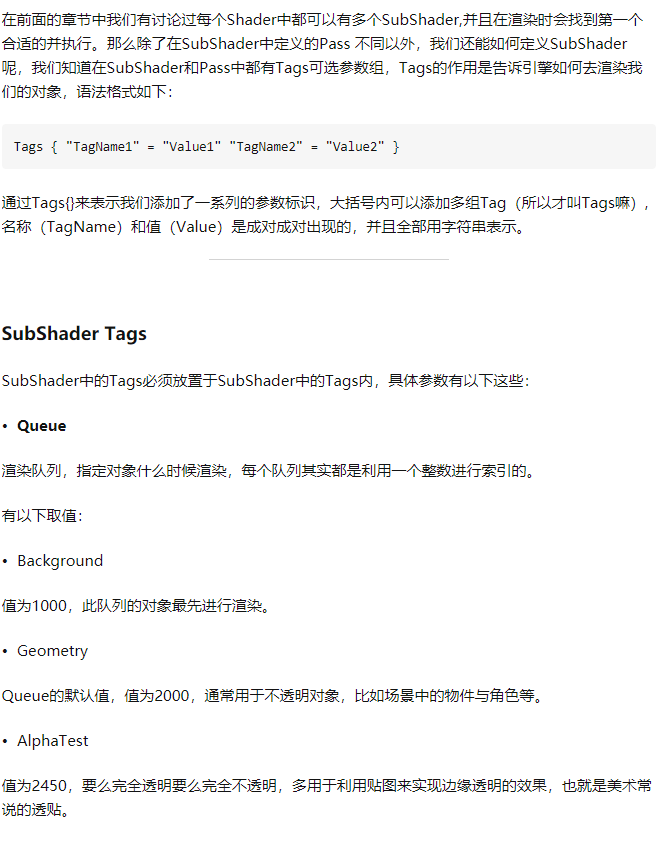 在前面的章节中我们有讨论过每个Shader中都可以有多个SubShader,并且在渲染时会找到第一个
合适的并执行。那么除了在SubShader中定义的Pass 不同以外，我们还能如何定义SubShader
呢，我们知道在SubShader和Pass中都有Tags可选参数组，Tags的作用是告诉引擎如何去渲染我
们的对象，语法格式如下：
Tags { "TagName1" = "Value1" "TagName2" = "Value2" }
通过Tags{}来表示我们添加了一系列的参数标识，大括号内可以添加多组Tag（所以才叫Tags嘛），
名称（TagName）和值（Value）是成对成对出现的，并且全部用字符串表示。
SubShader Tags
SubShader中的Tags必须放置于SubShader中的Tags内，具体参数有以下这些：
• Queue
渲染队列，指定对象什么时候渲染，每个队列其实都是利用一个整数进行索引的。
有以下取值：
• Background
值为1000，此队列的对象最先进行渲染。
• Geometry
Queue的默认值，值为2000，通常用于不透明对象，比如场景中的物件与角色等。
• AlphaTest
值为2450，要么完全透明要么完全不透明，多用于利用贴图来实现边缘透明的效果，也就是美术常
说的透贴。